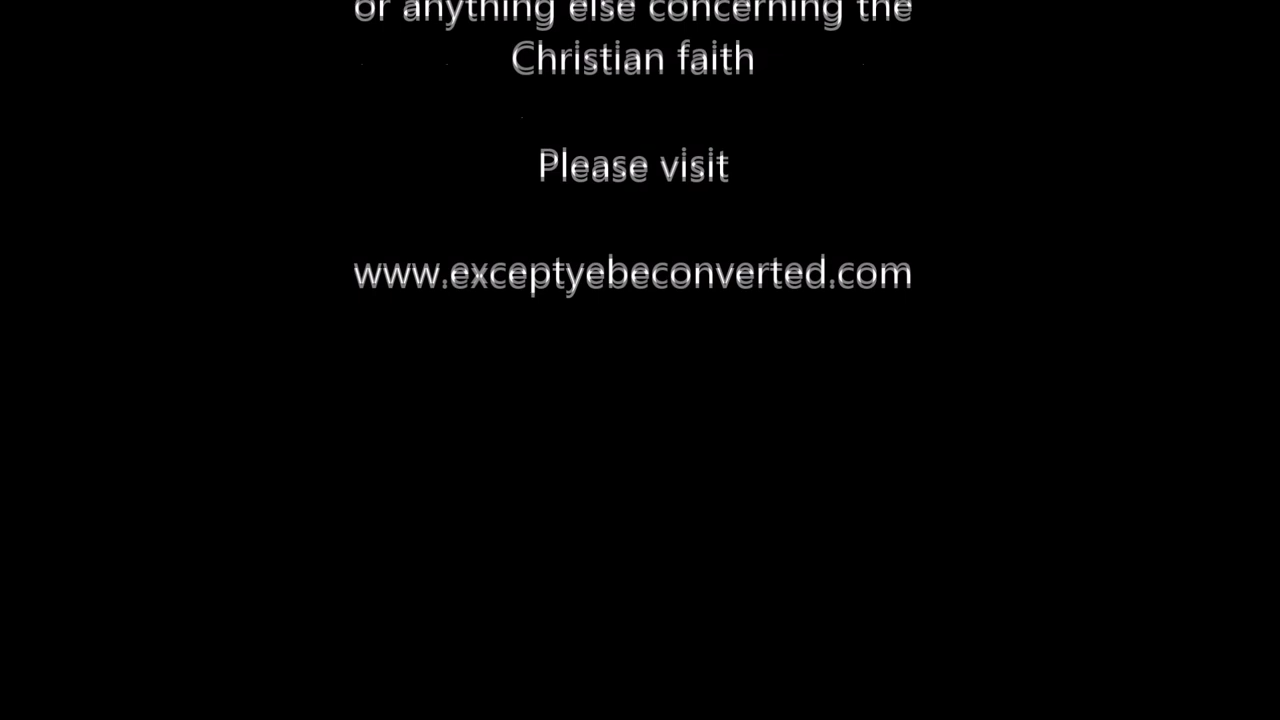 or anything else concerning the
Christian faith
Please visit
www.exceptyebeconverted.com